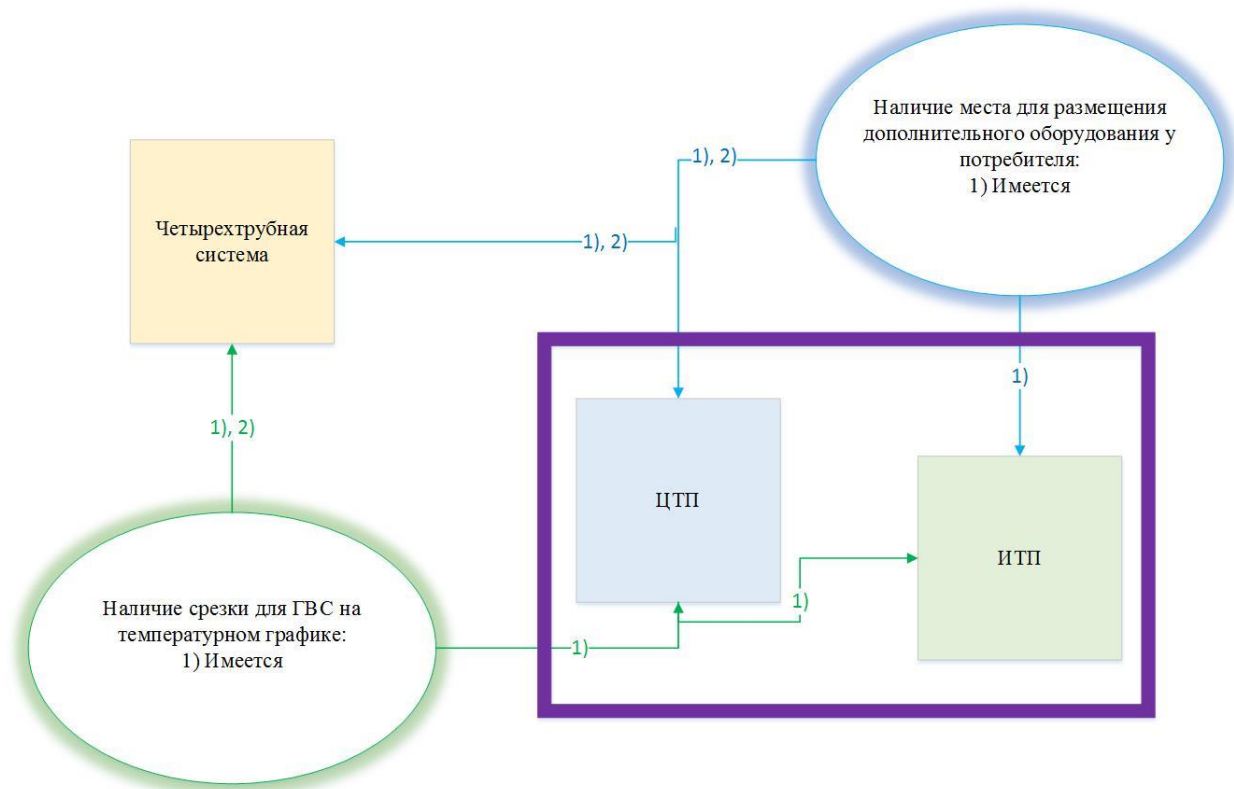 Наличие места для размещения
дополнительного оборудования у
потребителя:
1) Имеется
1), 2)
Четырехтрубная
система
1), 2)
1)
1), 2)
ЦТП
ИТП
Наличие срезки для ГВС на
температурном графике:
1) Имеется
1)
1)